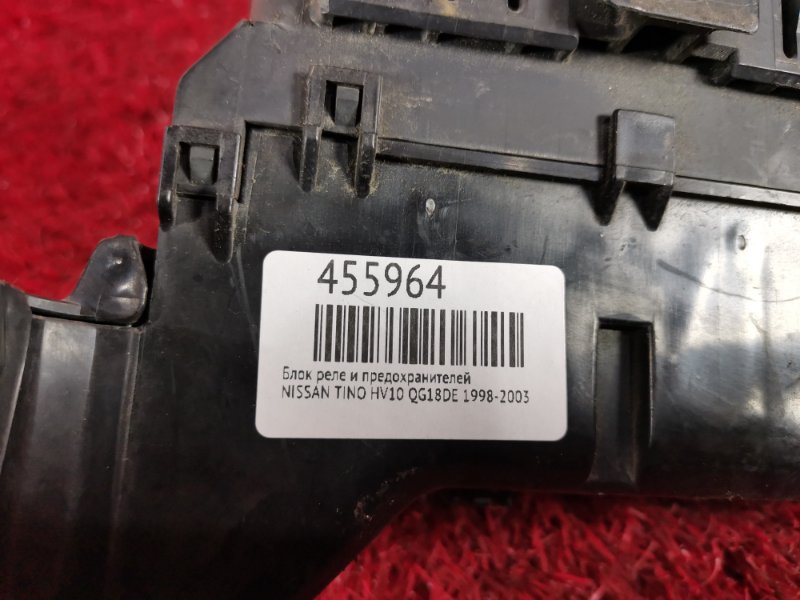 455964
Блок реле и предохранителей
NISSAN TINO HV10 QG18DE 1998-2003